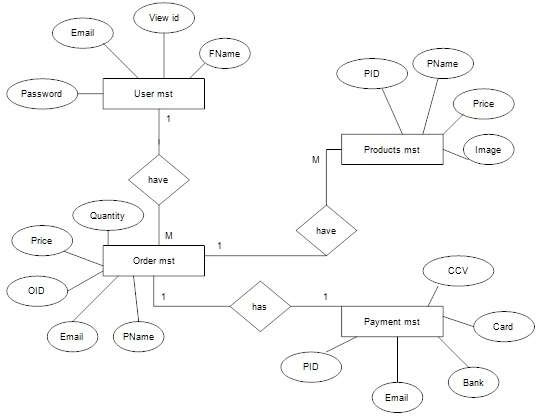 View id
Email
FName
Password
User mst
1
PName
PID
Price
Products mst
Image
M
have
Quantity
have
M
Price
1
Order mst
OID
CCV
1
has
1
Payment mst
Card
Email
PName
PID
Bank
Email